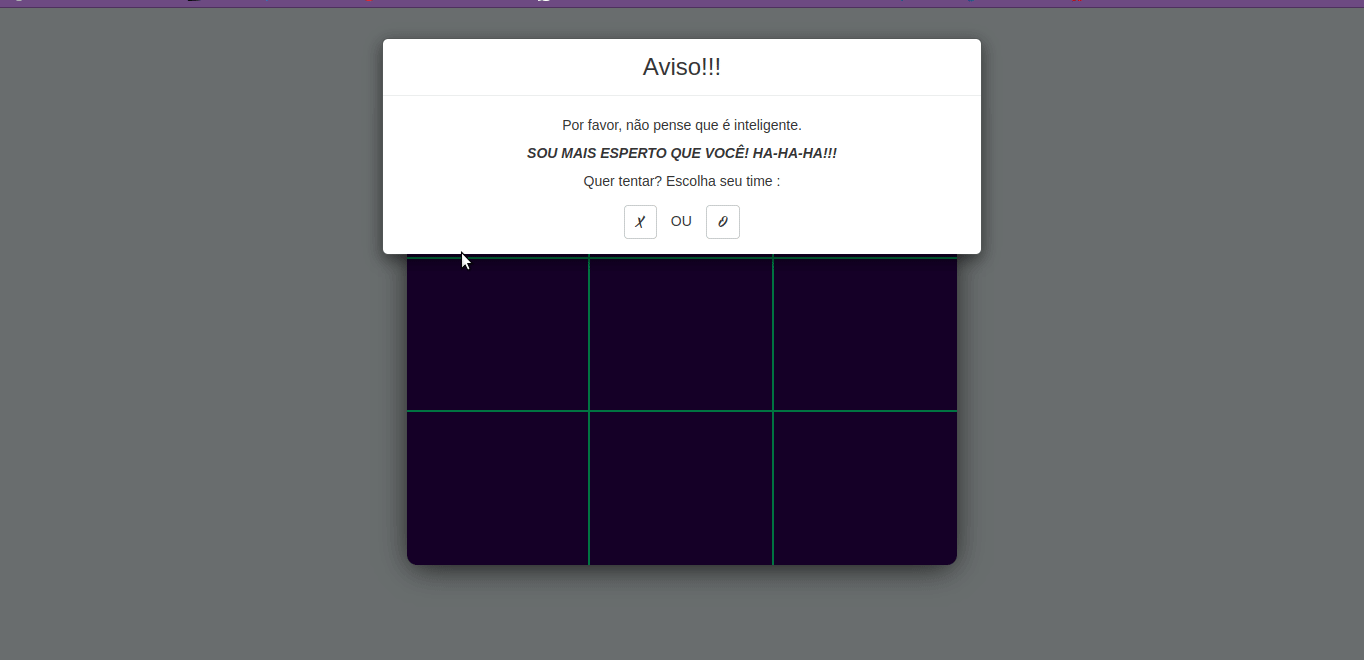 Aviso!!!
Por favor, não pense que é inteligente.
SOU MAIS ESPERTO QUE VOCÊ! HA-HA-HA!!!
Quer tentar? Escolha seu time :
X OU O